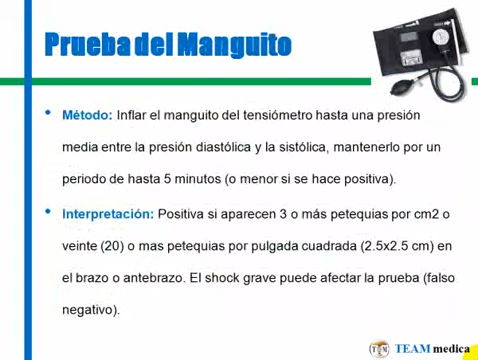 Prueba del Manguito
• Método: Inflar el manguito del tensiómetro hasta una presión
media entre la presión diastólica y la sistólica, mantenerlo por un
periodo de hasta 5 minutos (o menor si se hace positiva).
• Interpretación: Positiva si aparecen 3 o más petequias por cm2 o
veinte (20) o mas petequias por pulgada cuadrada (2.5x2.5 cm) en
el brazo o antebrazo. El shock grave puede afectar la prueba (falso
negativo).
TEAM medica